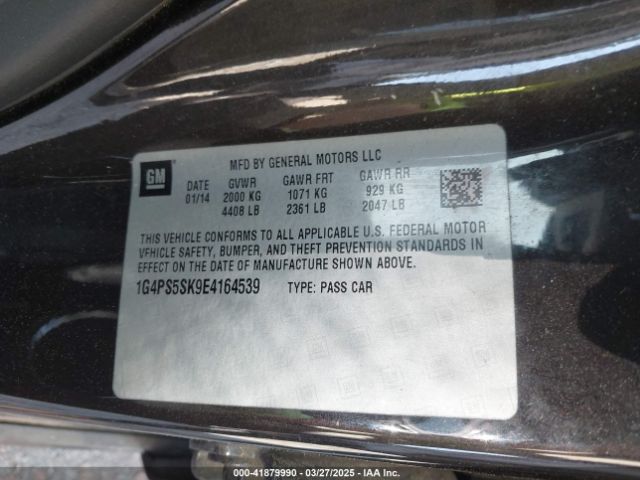 GM
MFD BY GENERAL MOTORS LLC
DATE GVWR GAWR FRT GAWR RR
01/14 2000 KG 1071 KG 929 KG
4408 LB 2361 LB 2047 LB
THIS VEHICLE CONFORMS TO ALL APPLICABLE U.S. FEDERAL MOTOR
VEHICLE SAFETY, BUMPER, AND THEFT PREVENTION STANDARDS IN
EFFECT ON THE DATE OF MANUFACTURE SHOWN ABOVE.
1G4PS5SK9E4164539 TYPE: PASS CAR
000-41879990 | 03/27/2025 - IAA Inc.